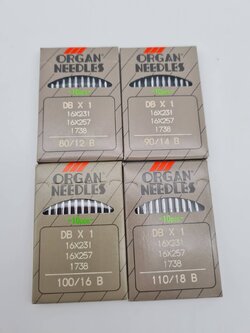 ORGAN
NEEDLES
DB X 1
16X231
16X257
1738
80/12 B
ORGAN
NEEDLES
DB X 1
16X231
16X257
1738
90/14 B
ORGAN
NEEDLES
DB X 1
16X231
16X257
1738
100/16 B
ORGAN
NEEDLES
DB X 1
16X231
16X257
1738
110/18 B